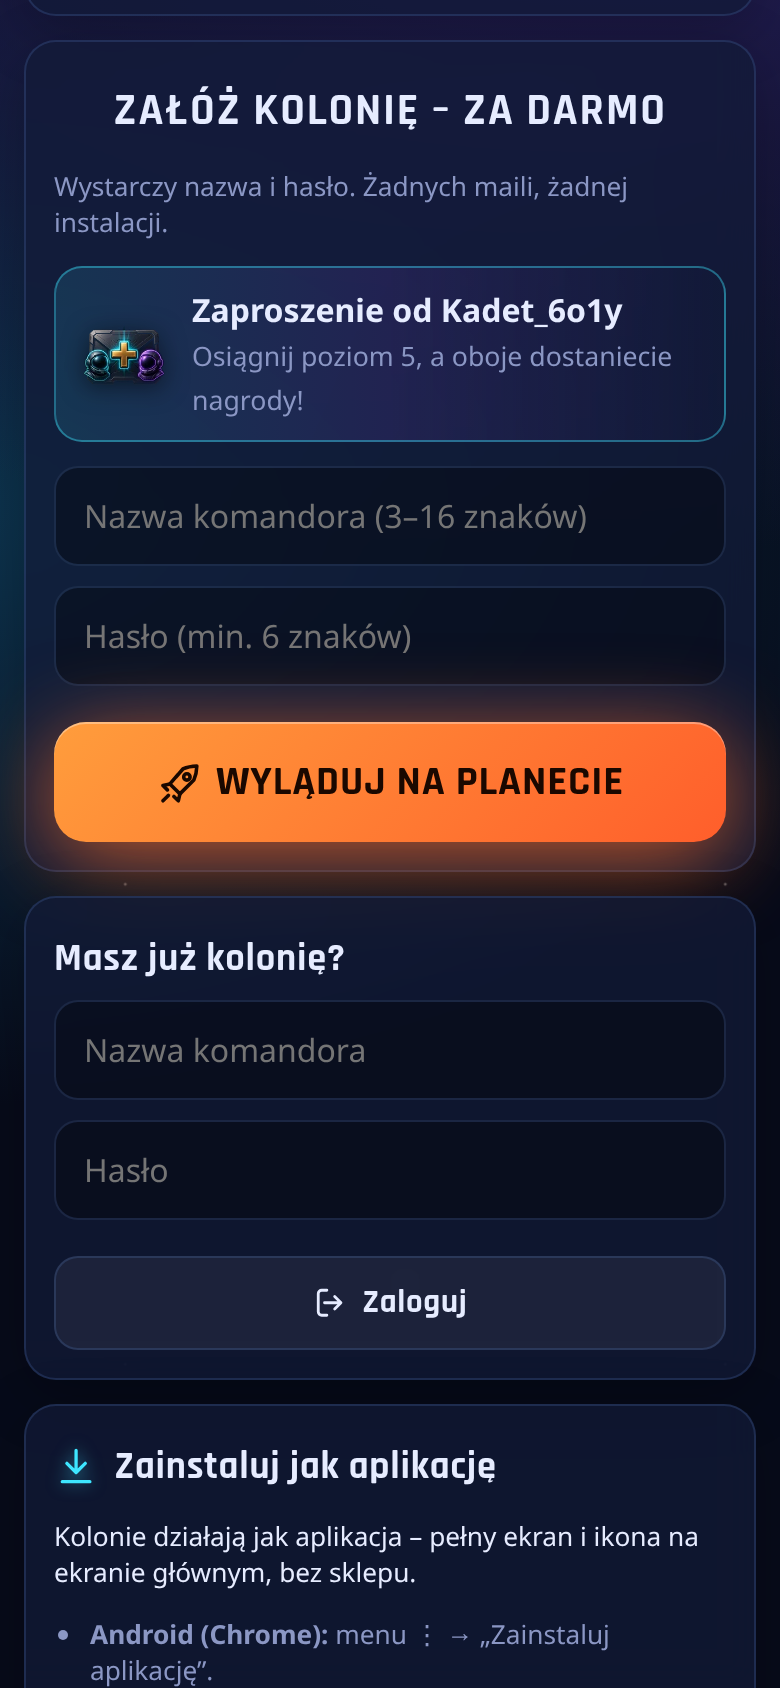 ZAŁÓŻ KOLONIĘ – ZA DARMO
Wystarczy nazwa i hasło. Żadnych maili, żadnej
instalacji.
Zaproszenie od Kadet_6o1y
Osiągnij poziom 5, a oboje dostaniecie
nagrody!
Nazwa komandora (3–16 znaków)
Hasło (min. 6 znaków)
WYLĄDUJ NA PLANECIE
Masz już kolonię?
Nazwa komandora
Hasło
Zaloguj
Zainstaluj jak aplikację
Kolonie działają jak aplikacja – pełny ekran i ikona na
ekranie głównym, bez sklepu.
• Android (Chrome): menu ⋮ → „Zainstaluj
aplikację”.